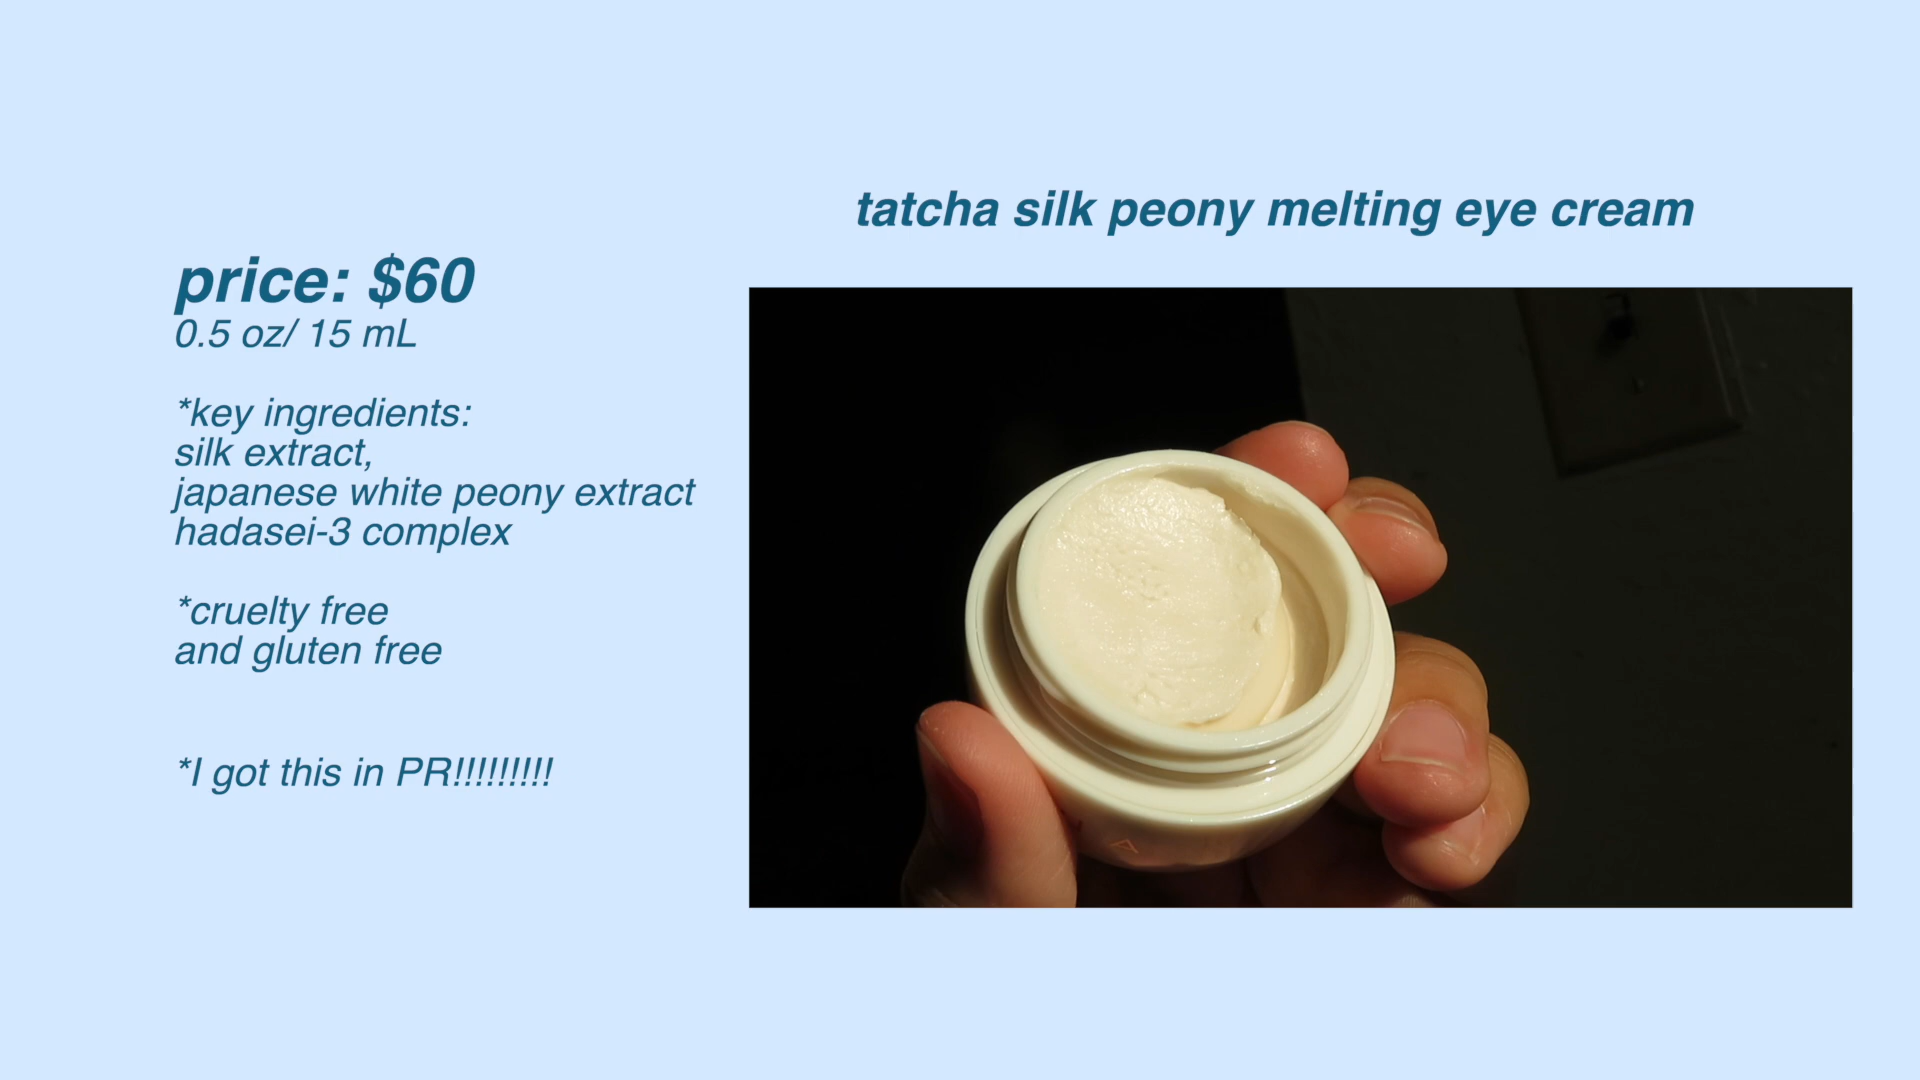 tatcha silk peony melting eye cream
price: $60
0.5 oz/ 15 mL
*key ingredients:
silk extract,
japanese white peony extract
hadasei-3 complex
*cruelty free
and gluten free
*I got this in PR!!!!!!!!!